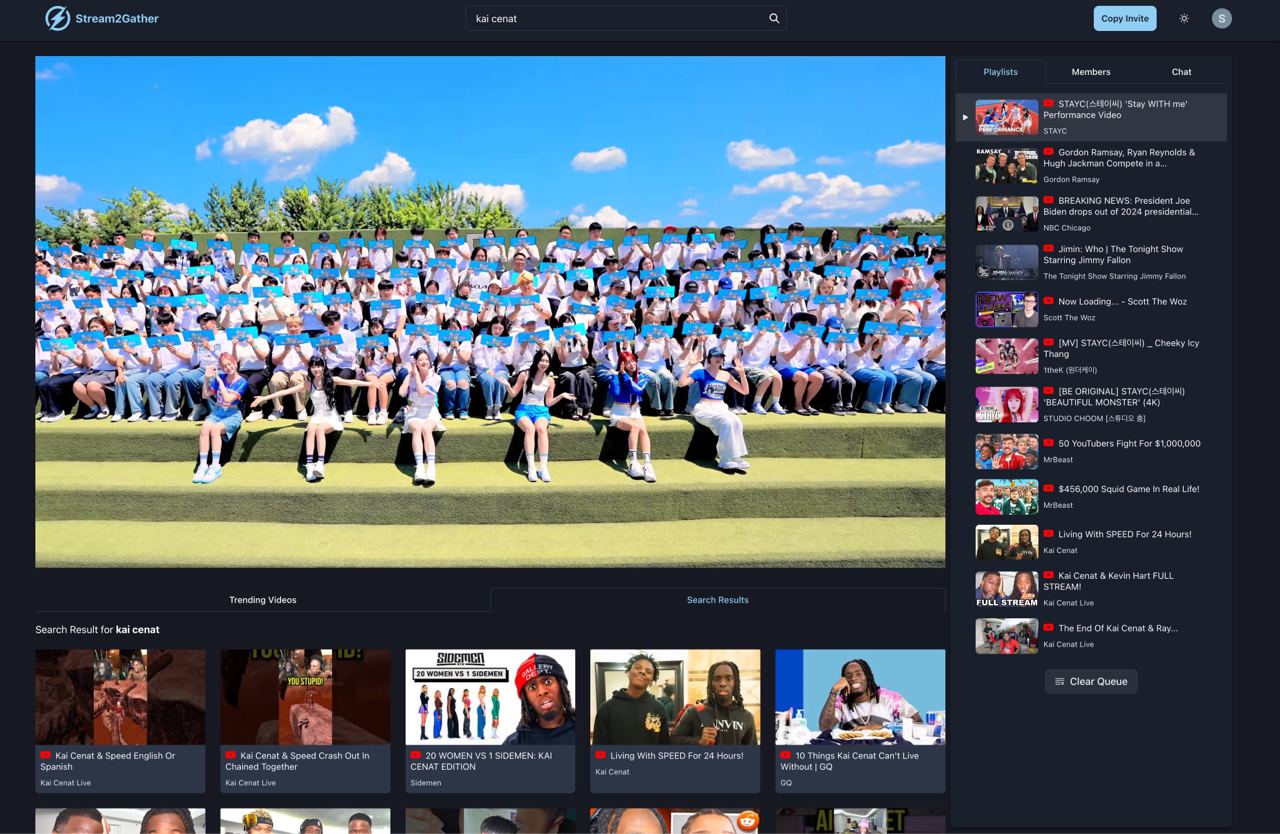 Stream2Gather
kai cenat
Copy Invite
S
Playlists
Members
Chat
STAYC(스테이씨) 'Stay WITH me'
Performance Video
STAYC
PERFORMANCE
Gordon Ramsay, Ryan Reynolds &
Hugh Jackman Compete in a...
Gordon Ramsay
RAMSAY
BREAKING NEWS: President Joe
Biden drops out of 2024 presidential...
NBC Chicago
Jimin: Who | The Tonight Show
Starring Jimmy Fallon
The Tonight Show Starring Jimmy Fallon
Now Loading... - Scott The Woz
Scott The Woz
[MV] STAYC(스테이씨) _ Cheeky Icy
Thang
1theK (원더케이)
[BE ORIGINAL] STAYC(스테이씨)
'BEAUTIFUL MONSTER' (4K)
STUDIO CHOOM [스튜디오 춤]
50 YouTubers Fight For $1,000,000
MrBeast
$456,000 Squid Game In Real Life!
MrBeast
Living With SPEED For 24 Hours!
Kai Cenat
Kai Cenat & Kevin Hart FULL
STREAM!
Kai Cenat Live
FULL STREAM
The End Of Kai Cenat & Ray...
Kai Cenat Live
Clear Queue
Trending Videos
Search Results
Search Result for kai cenat
Kai Cenat & Speed English Or
Spanish
Kai Cenat Live
YOU STUPID!
Kai Cenat & Speed Crash Out In
Chained Together
Kai Cenat Live
SIDEMEN
20 WOMEN VS 1 SIDEMEN
GALLERY
DEPT.
20 WOMEN VS 1 SIDEMEN: KAI
CENAT EDITION
Sidemen
Living With SPEED For 24 Hours!
Kai Cenat
10 Things Kai Cenat Can't Live
Without | GQ
GQ